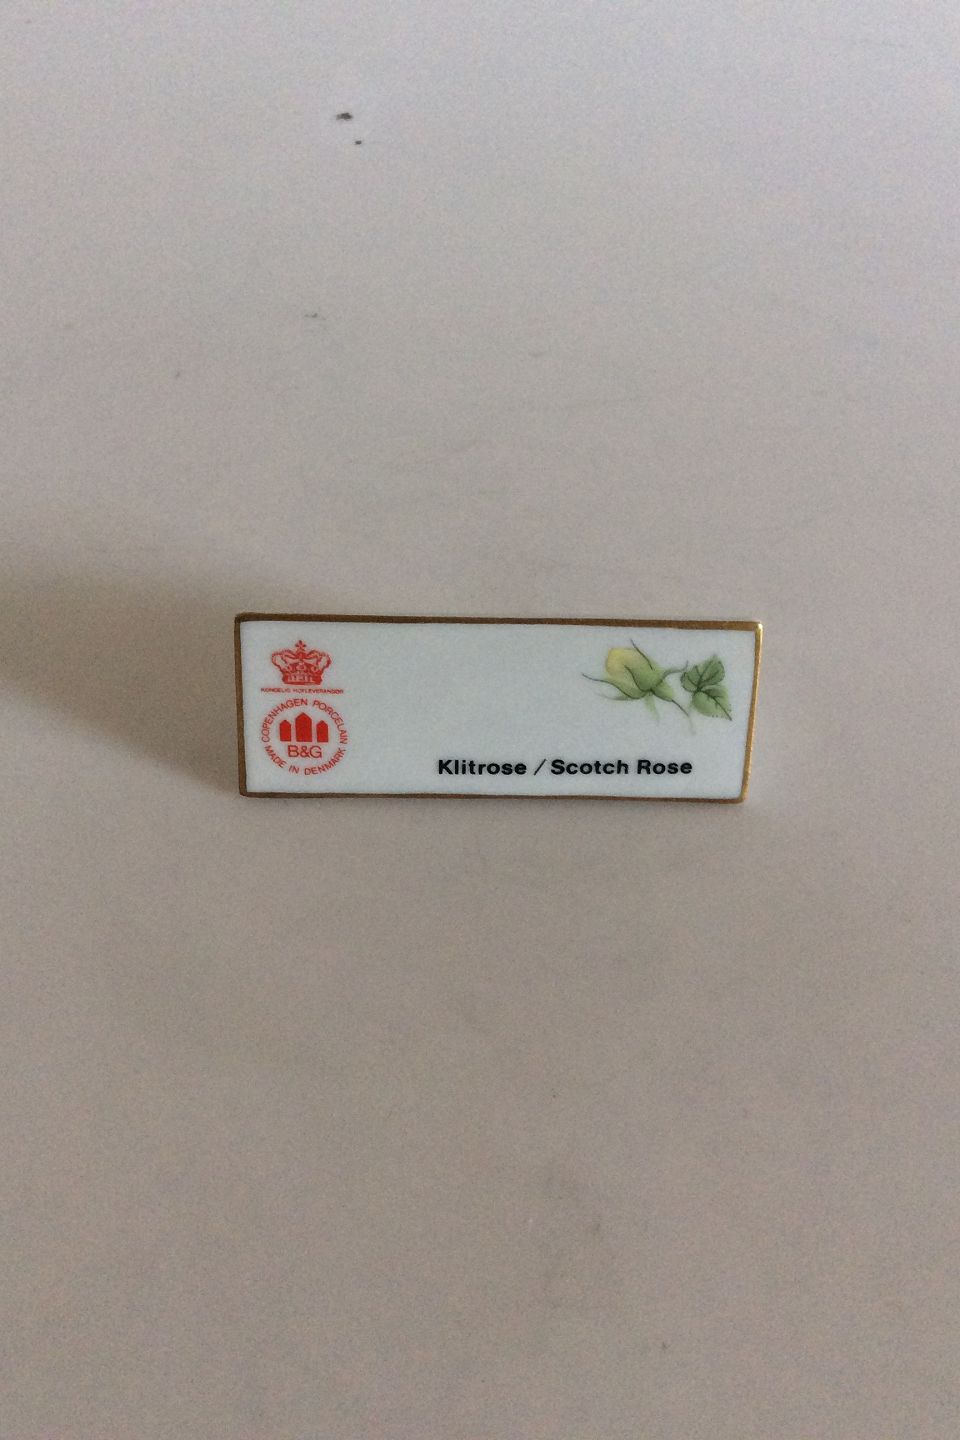 KONGELIG HOFLEVERANDØR
COPENHAGEN PORCELAIN
B&G
MADE IN DENMARK
Klitrose / Scotch Rose